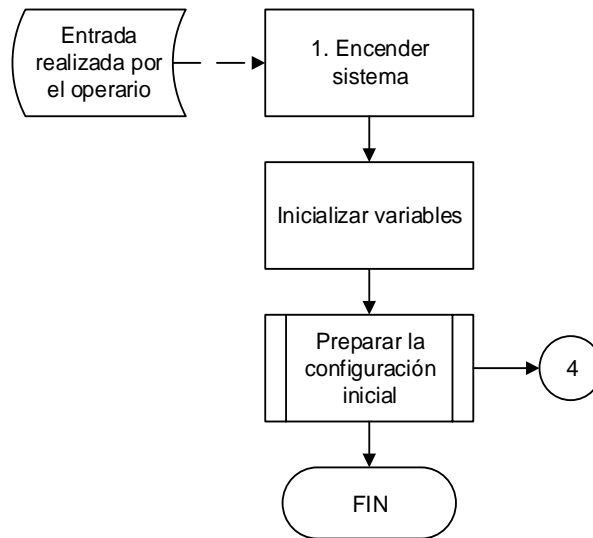 Entrada
realizada por
el operario
1. Encender
sistema
Inicializar variables
Preparar la
configuración
inicial
4
FIN